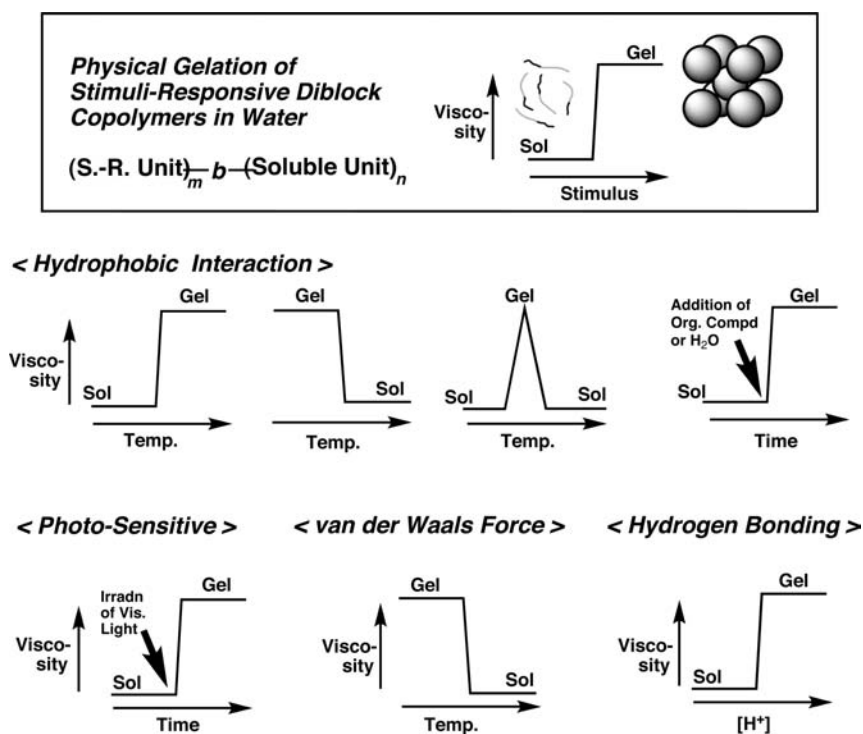 Physical Gelation of
Stimuli-Responsive Diblock
Copolymers in Water
(S.-R. Unit)m—b—(Soluble Unit)n
Visco-
sity
Sol
Gel
Stimulus
< Hydrophobic Interaction >
Visco-
sity
Sol
Gel
Temp.
Gel
Sol
Temp.
Gel
Sol
Sol
Temp.
Addition of
Org. Compd
or H2O
Gel
Sol
Time
< Photo-Sensitive >
Visco-
sity
Irradn
of Vis.
Light
Gel
Sol
Time
< van der Waals Force >
Visco-
sity
Gel
Sol
Temp.
< Hydrogen Bonding >
Visco-
sity
Gel
Sol
[H+]